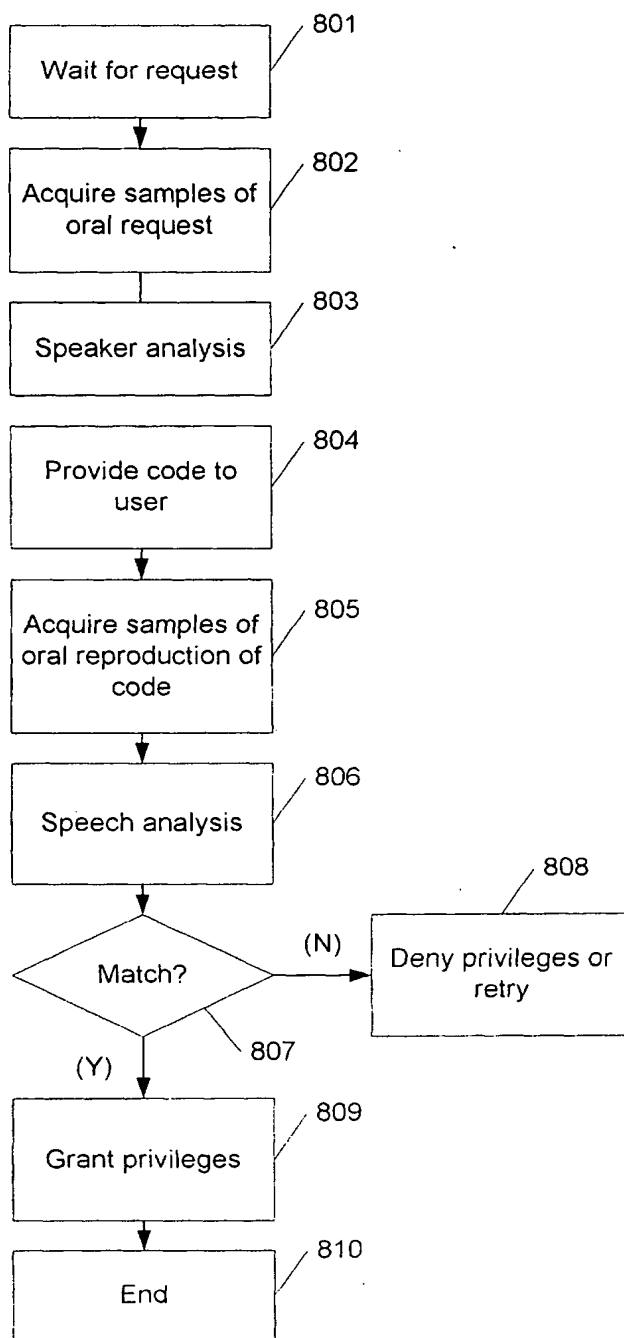 801
Wait for request
802
Acquire samples of
oral request
803
Speaker analysis
804
Provide code to
user
805
Acquire samples of
oral reproduction of
code
806
Speech analysis
808
(N)
Deny privileges or
retry
Match?
807
(Y)
809
Grant privileges
810
End